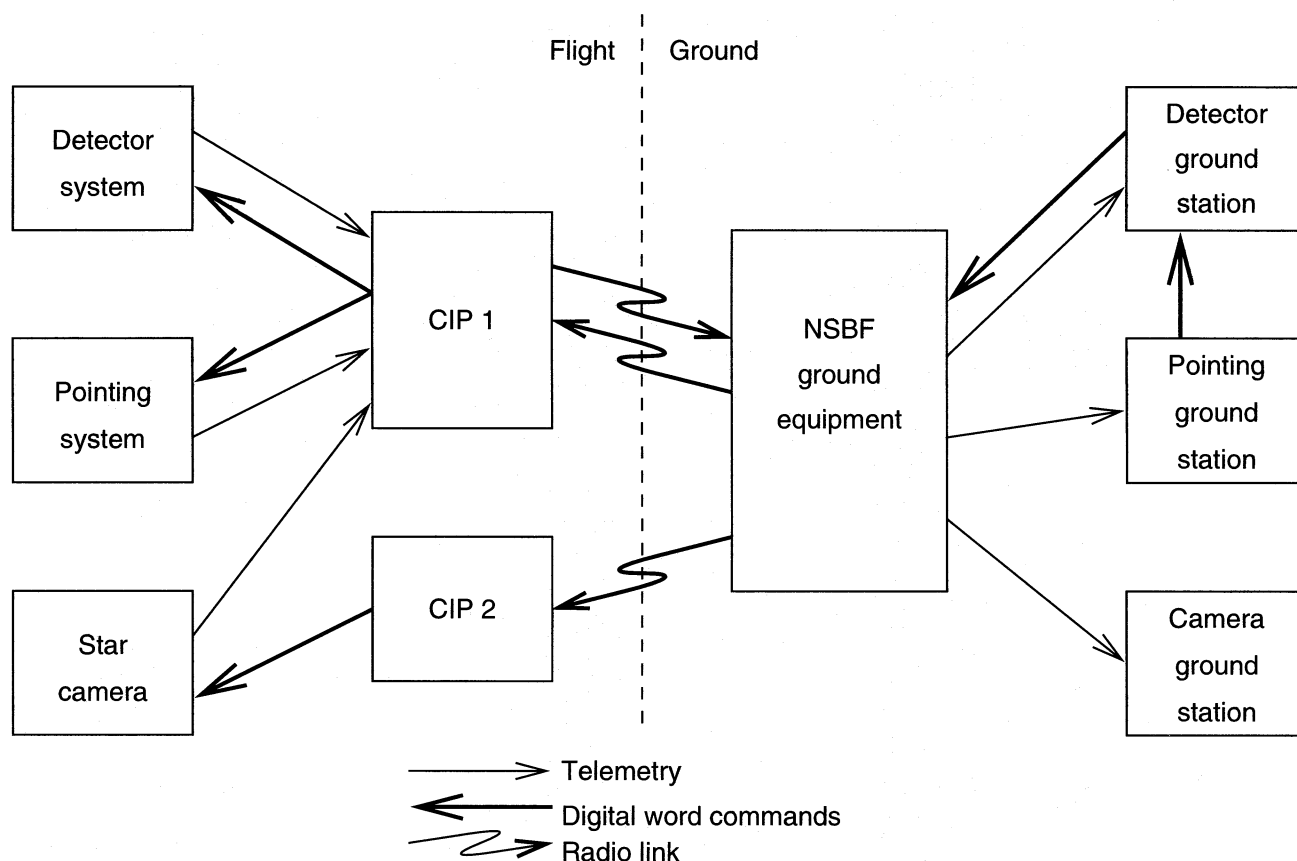 Flight
Ground
Detector
system
Pointing
system
Star
camera
CIP 1
CIP 2
NSBF
ground
equipment
Detector
ground
station
Pointing
ground
station
Camera
ground
station
Telemetry
Digital word commands
Radio link